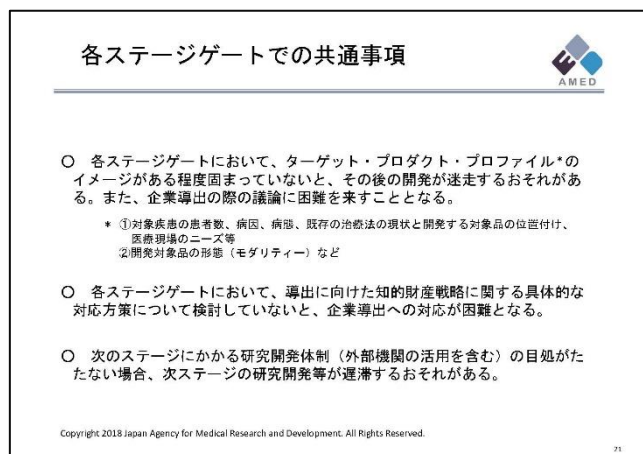 各ステージゲートでの共通事項
AMED
○ 各ステージゲートにおいて、ターゲット・プロダクト・プロファイル*の
イメージがある程度固まっていないと、その後の開発が迷走するおそれがあ
る。また、企業導出の際の議論に困難を来すこととなる。
* ①対象疾患の患者数、病因、病態、既存の治療法の現状と開発する対象品の位置付け、
医療現場のニーズ等
②開発対象品の形態（モダリティー）など
○ 各ステージゲートにおいて、導出に向けた知的財産戦略に関する具体的な
対応方策について検討していないと、企業導出への対応が困難となる。
○ 次のステージにかかる研究開発体制（外部機関の活用を含む）の目処がた
たない場合、次ステージの研究開発等が遅滞するおそれがある。
Copyright 2018 Japan Agency for Medical Research and Development. All Rights Reserved.
21